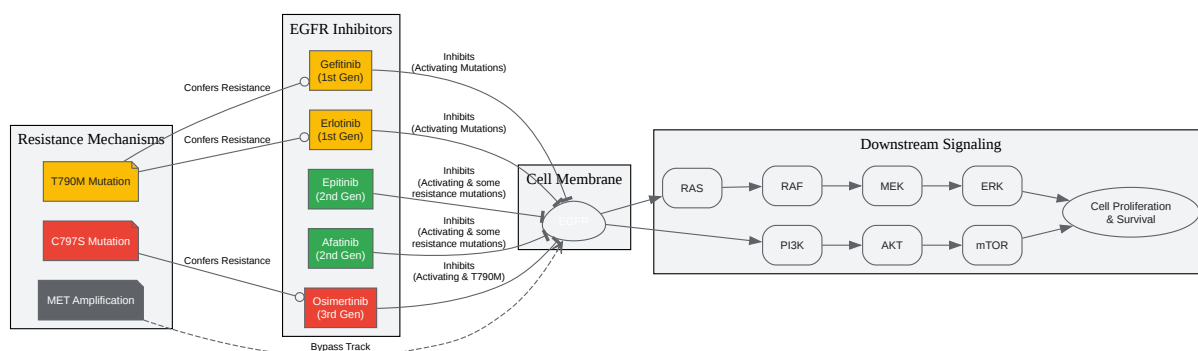 EGFR Inhibitors
Gefitinib
(1st Gen)
Erlotinib
(1st Gen)
Epitinib
(2nd Gen)
Afatinib
(2nd Gen)
Osimertinib
(3rd Gen)
Resistance Mechanisms
T790M Mutation
C797S Mutation
MET Amplification
Confers Resistance
Confers Resistance
Confers Resistance
Bypass Track
Inhibits
(Activating Mutations)
Inhibits
(Activating Mutations)
Inhibits
(Activating & some
resistance mutations)
Inhibits
(Activating & some
resistance mutations)
Inhibits
(Activating & T790M)
Cell Membrane
EGFR
Downstream Signaling
RAS
RAF
MEK
ERK
PI3K
AKT
mTOR
Cell Proliferation
& Survival